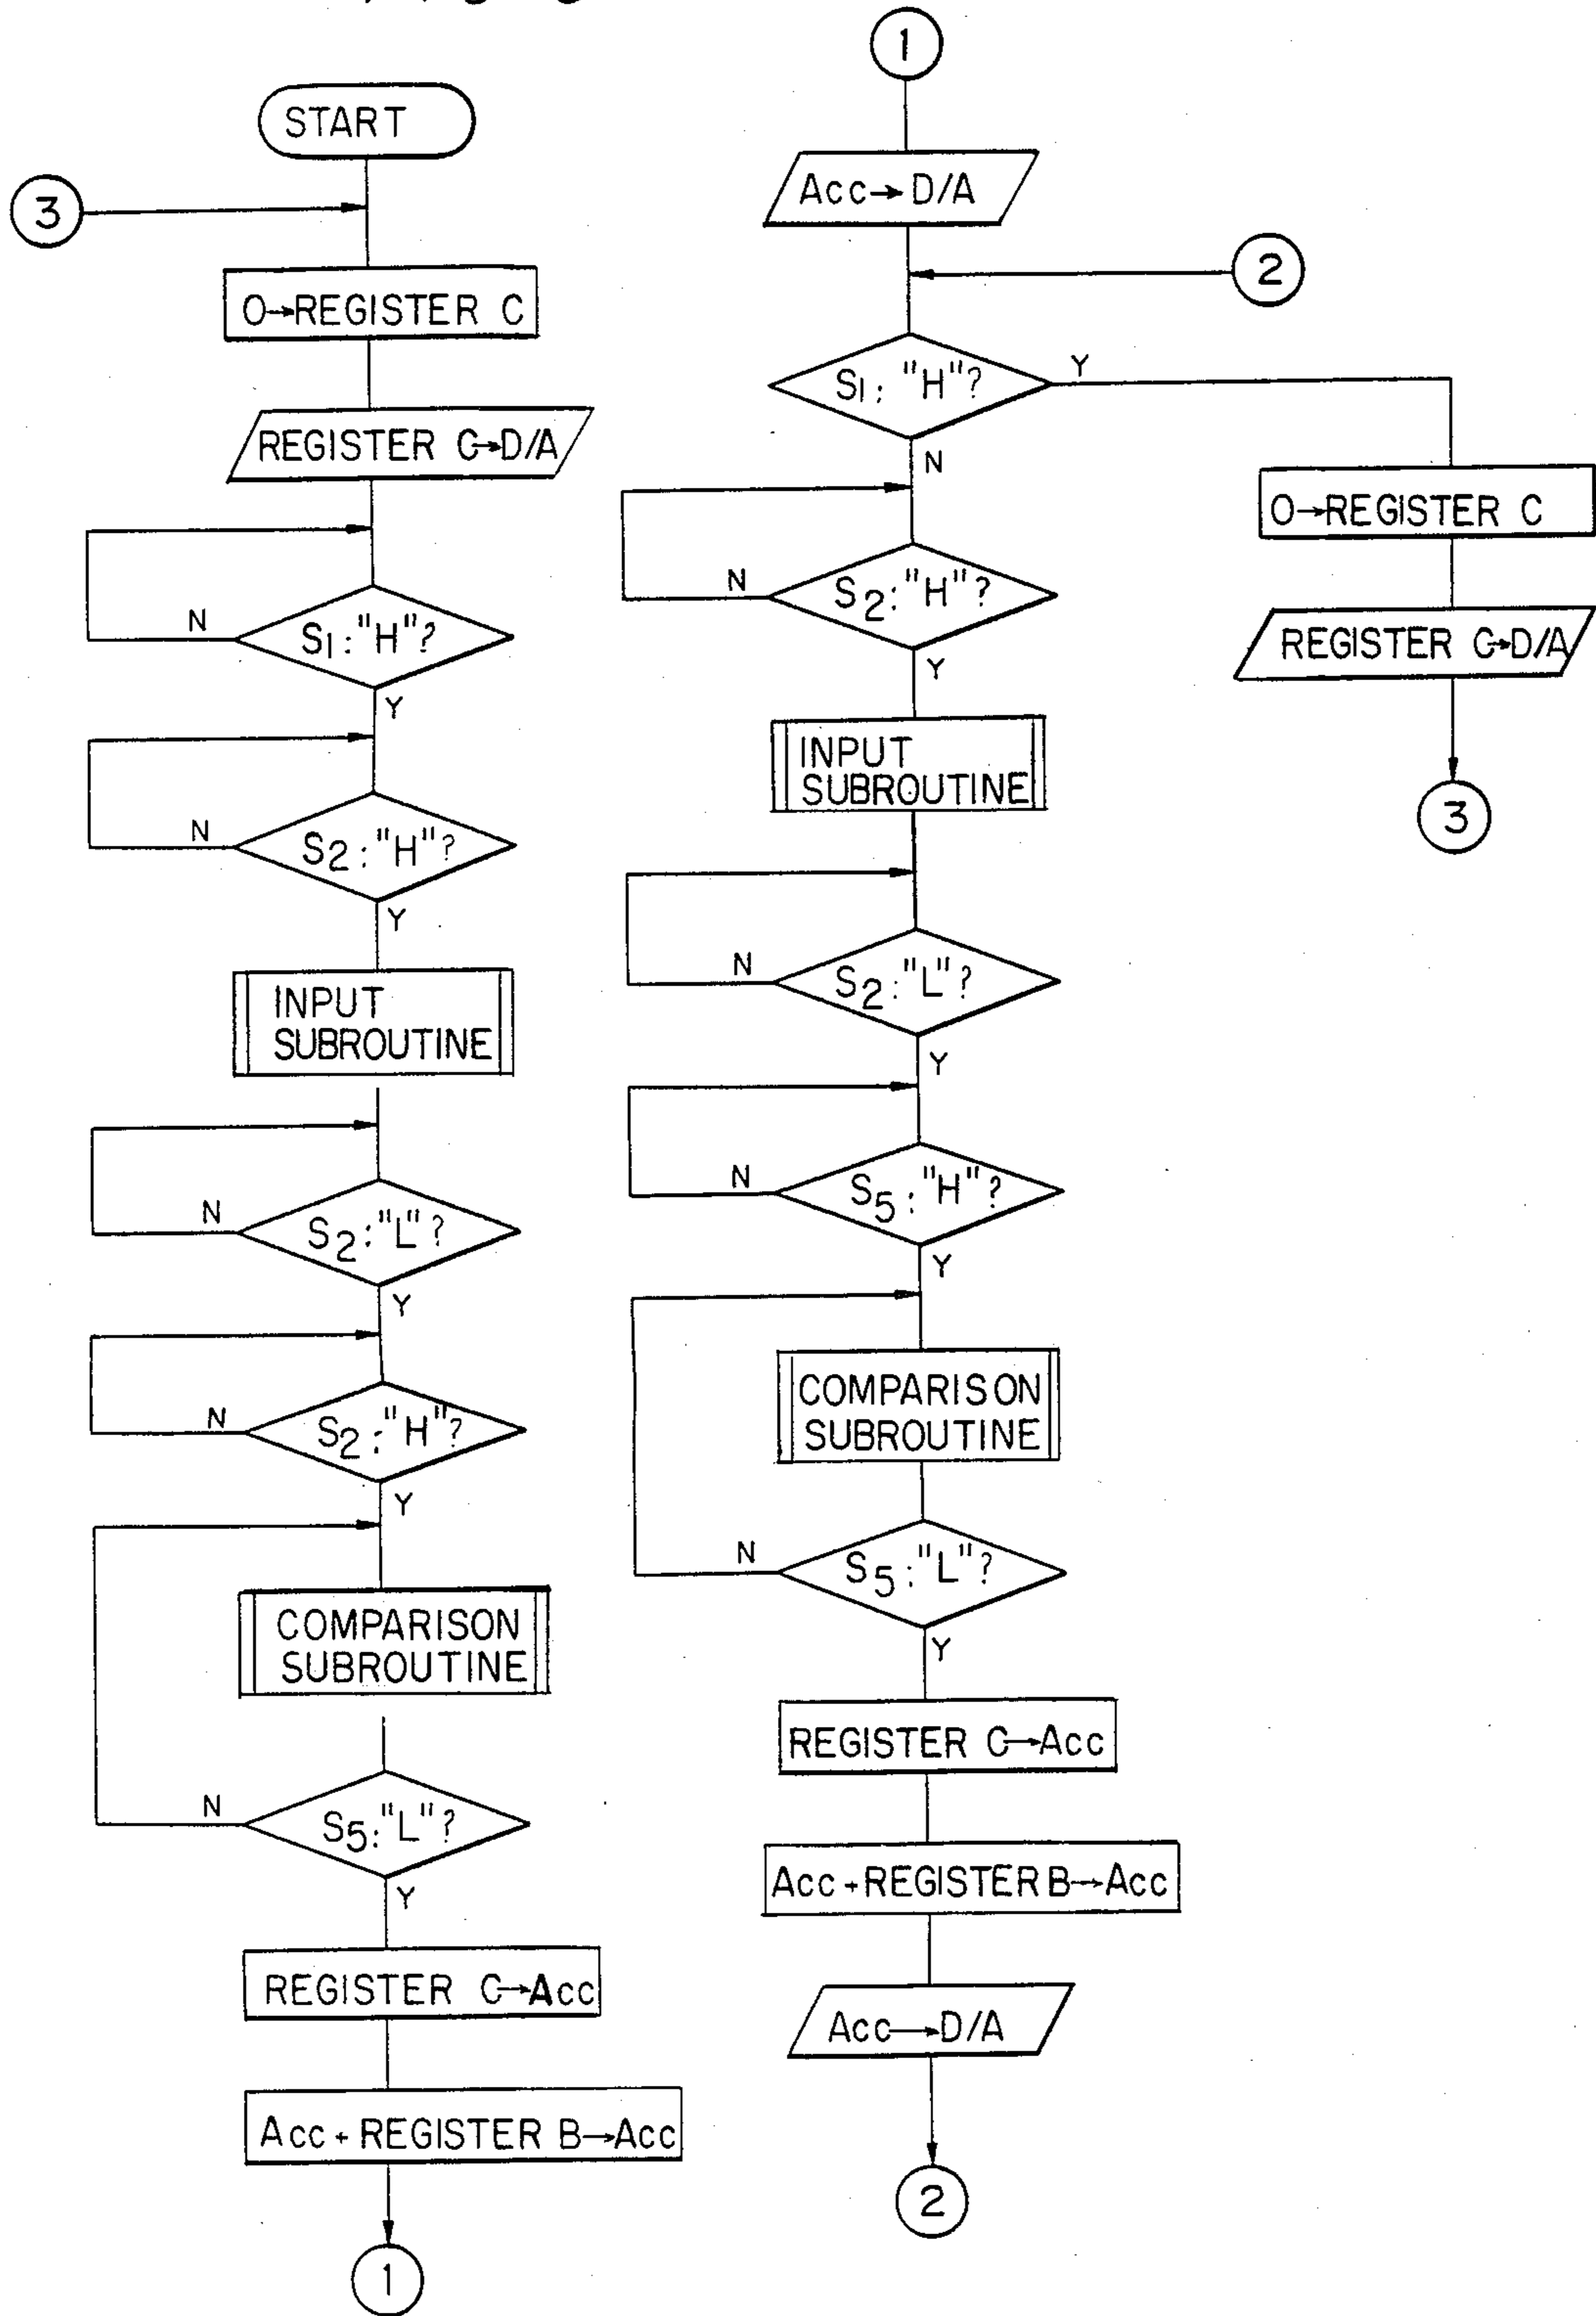 START
3
O→REGISTER C
REGISTER C→D/A
S1: "H"?
N
Y
S2: "H"?
N
Y
INPUT
SUBROUTINE
S2: "L"?
N
Y
S2: "H"?
N
Y
COMPARISON
SUBROUTINE
S5: "L"?
N
Y
REGISTER C→Acc
Acc + REGISTER B→Acc
1
1
Acc→D/A
2
S1: "H"?
Y
N
S2: "H"?
N
Y
INPUT
SUBROUTINE
S2: "L"?
N
Y
S5: "H"?
N
Y
COMPARISON
SUBROUTINE
S5: "L"?
N
Y
REGISTER C→Acc
Acc + REGISTER B→Acc
Acc→D/A
2
O→REGISTER C
REGISTER C→D/A
3